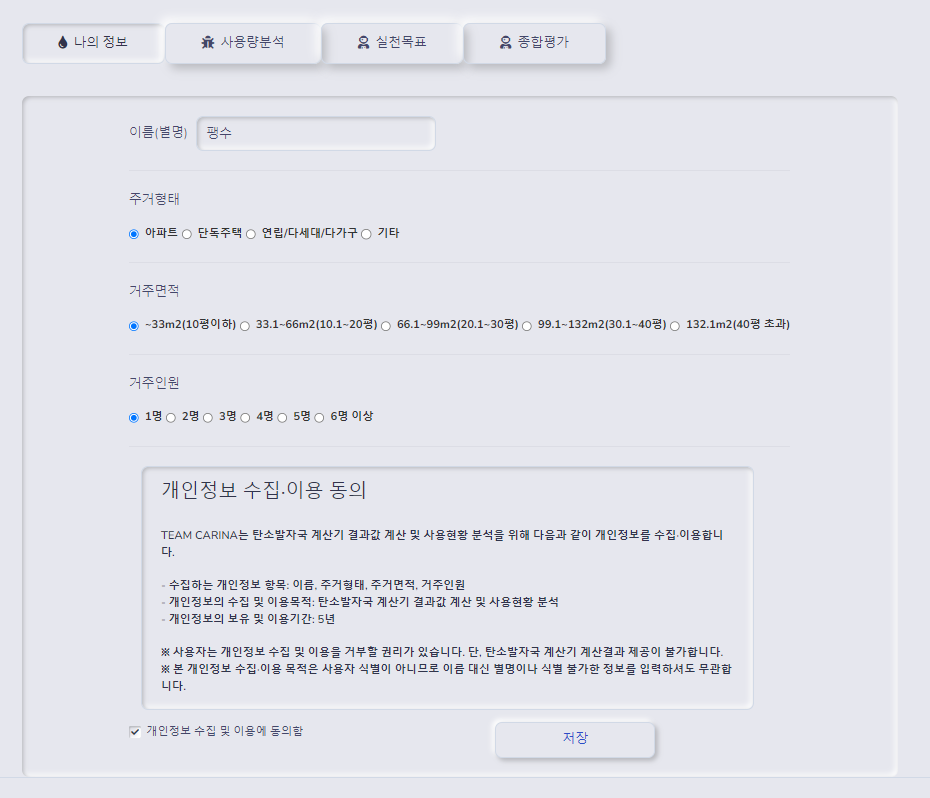 나의 정보 사용량분석 실천목표 종합평가
이름(별명) 팽수
주거형태
아파트 단독주택 연립/다세대/다가구 기타
거주면적
~33m2(10평이하) 33.1~66m2(10.1~20평) 66.1~99m2(20.1~30평) 99.1~132m2(30.1~40평) 132.1m2(40평 초과)
거주인원
1명 2명 3명 4명 5명 6명 이상
개인정보 수집·이용 동의
TEAM CARINA는 탄소발자국 계산기 결과값 계산 및 사용현황 분석을 위해 다음과 같이 개인정보를 수집·이용합니
다.
- 수집하는 개인정보 항목: 이름, 주거형태, 주거면적, 거주인원
- 개인정보의 수집 및 이용목적: 탄소발자국 계산기 결과값 계산 및 사용현황 분석
- 개인정보의 보유 및 이용기간: 5년
※ 사용자는 개인정보 수집 및 이용을 거부할 권리가 있습니다. 단, 탄소발자국 계산기 계산결과 제공이 불가합니다.
※ 본 개인정보 수집·이용 목적은 사용자 식별이 아니므로 이름 대신 별명이나 식별 불가한 정보를 입력하셔도 무관합
니다.
개인정보 수집 및 이용에 동의함
저장